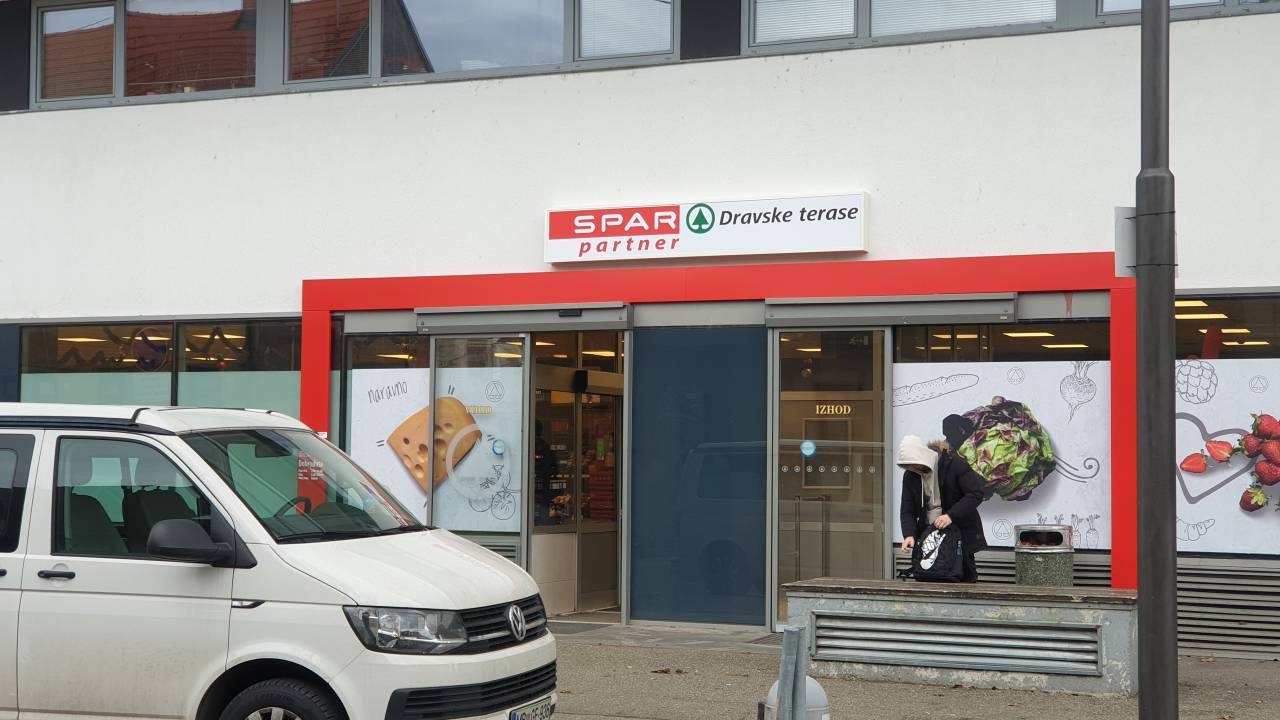 SPAR Dravske terase
partner
naravno
IZHOD